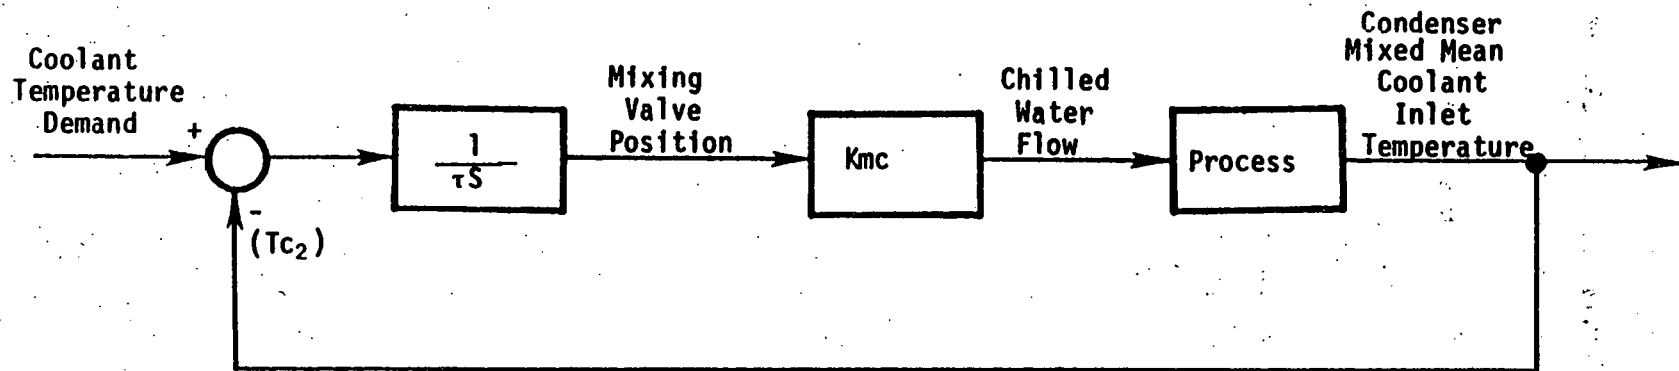 Coolant
Temperature
Demand
+
-
(Tc₂)
1
τS
Mixing
Valve
Position
Kmc
Chilled
Water
Flow
Process
Condenser
Mixed Mean
Coolant
Inlet
Temperature